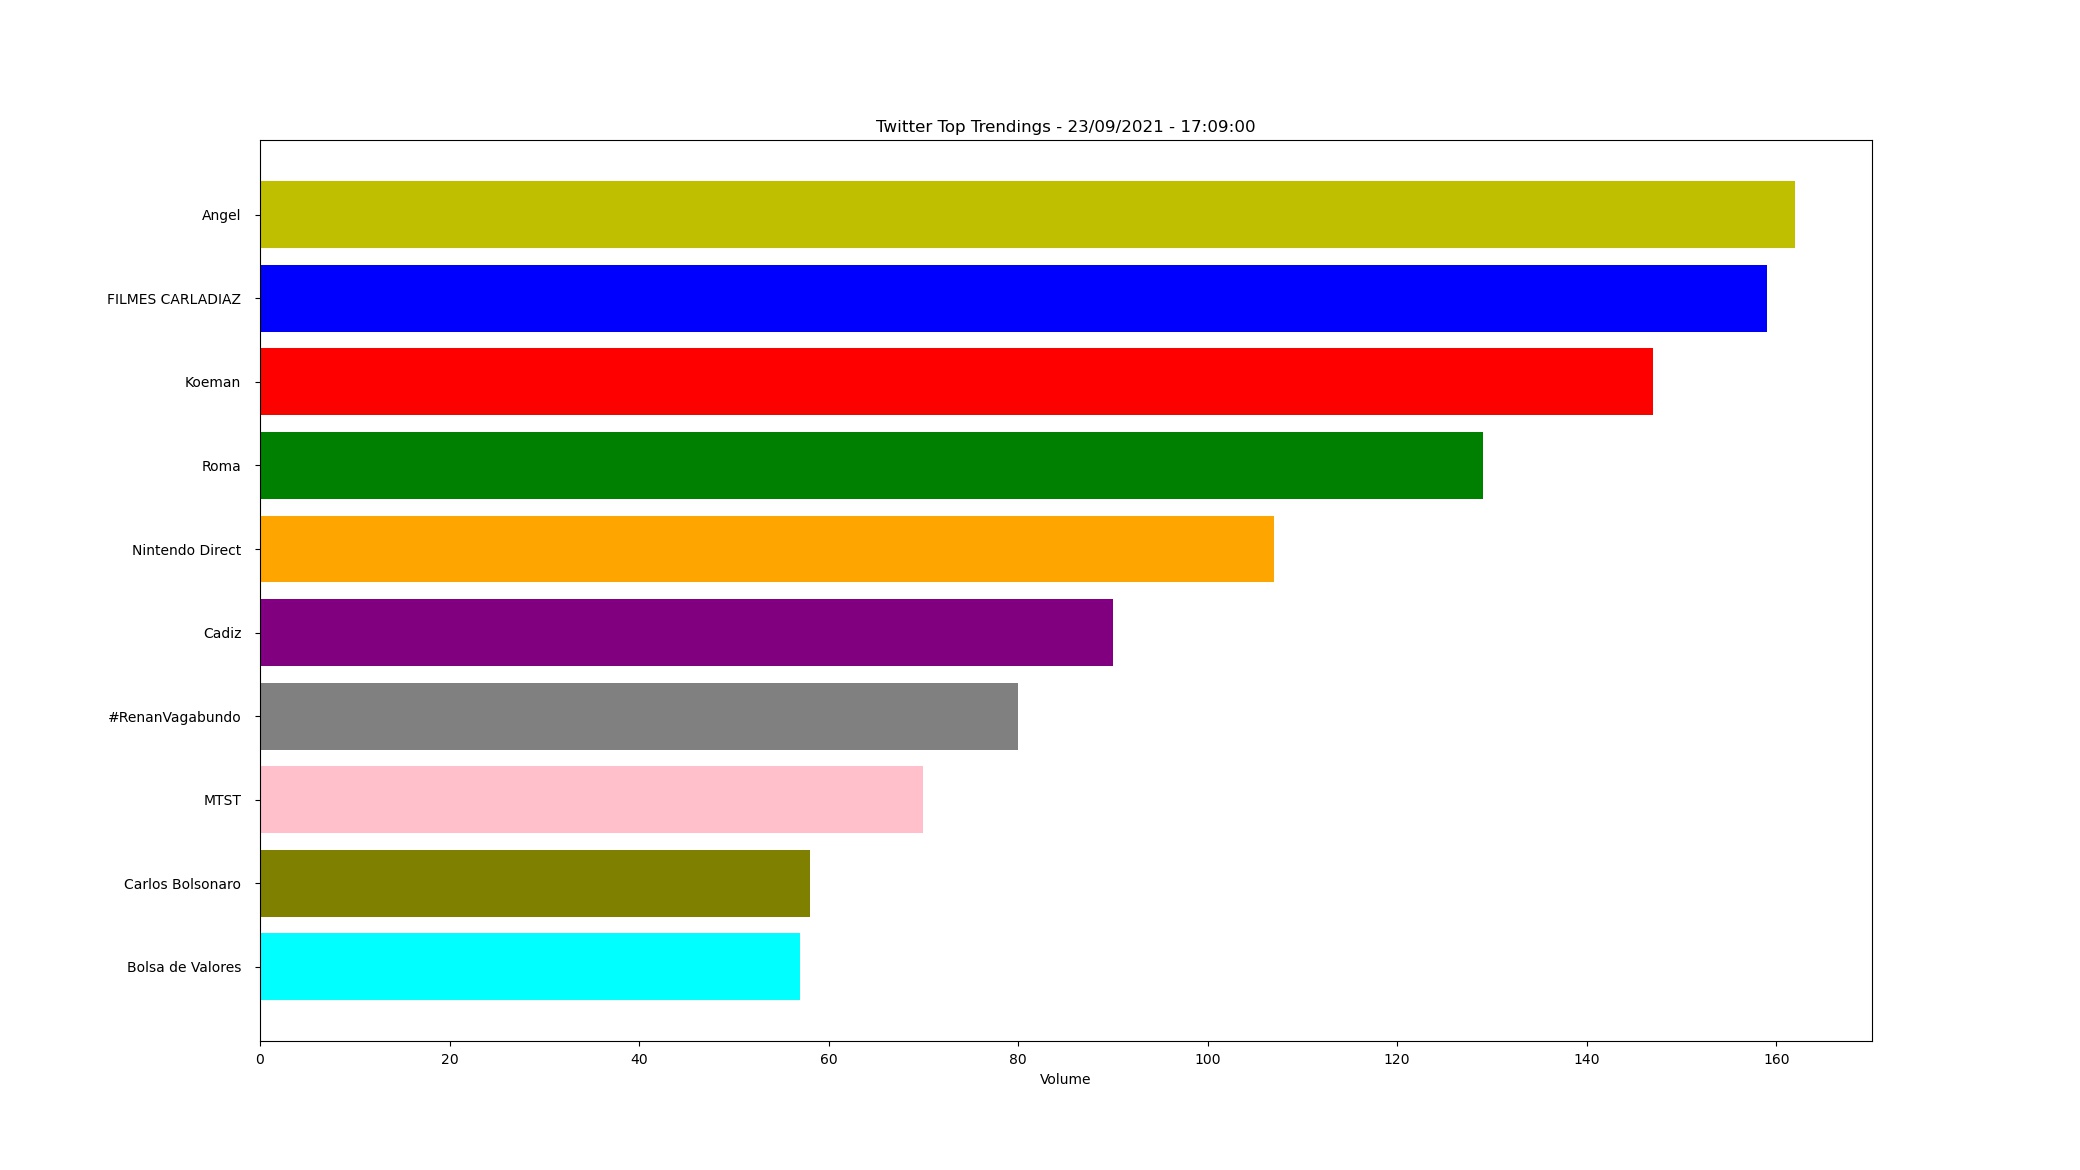 Twitter Top Trendings - 23/09/2021 - 17:09:00
Angel
FILMES CARLADIAZ
Koeman
Roma
Nintendo Direct
Cadiz
#RenanVagabundo
MTST
Carlos Bolsonaro
Bolsa de Valores
0 20 40 60 80 100 120 140 160
Volume